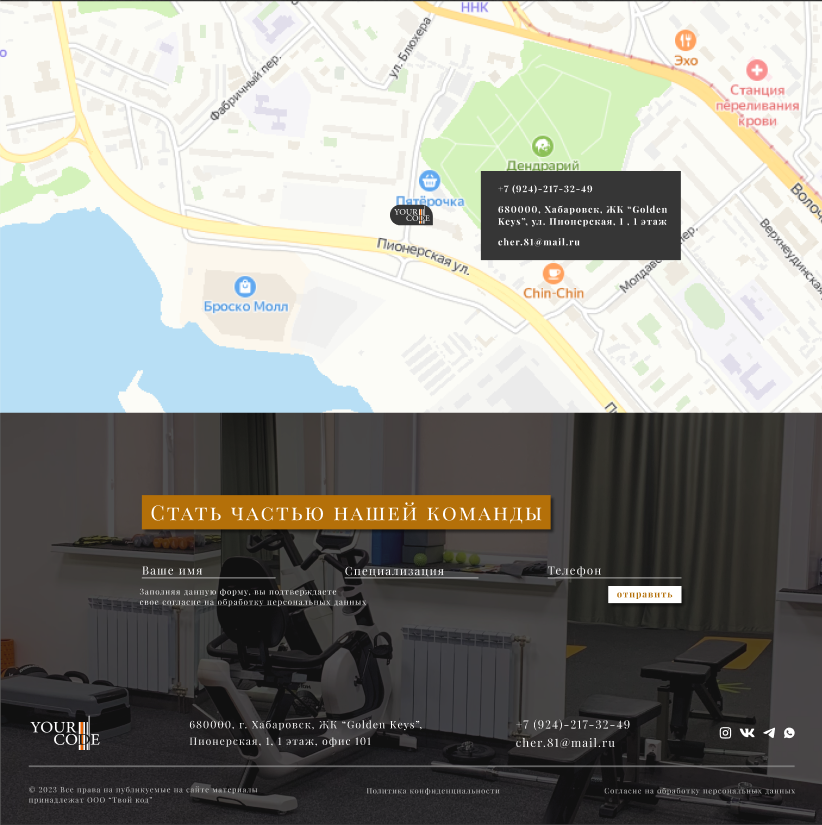 ННК
ул. Блюхера
Эхо
Фабричный пер.
Станция
переливания
крови
Дендрарий
Пятёрочка
YOUR
CODE
+7 (924)-217-32-49
680000, Хабаровск, ЖК “Golden
Keys”, ул. Пионерская, 1 , 1 этаж
cher.81@mail.ru
Пионерская ул.
пер.
Верхнеудинская
Chin-Chin
Броско Молл
Стать частью нашей команды
Ваше имя
Специализация
Телефон
Заполняя данную форму, вы подтверждаете
свое согласие на обработку персональных данных
отправить
YOUR
CODE
680000, г. Хабаровск, ЖК “Golden Keys”,
Пионерская, 1, 1 этаж, офис 101
+7 (924)-217-32-49
cher.81@mail.ru
© 2023 Все права на публикуемые на сайте материалы
принадлежат ООО “Твой код”
Политика конфиденциальности
Согласие на обработку персональных данных